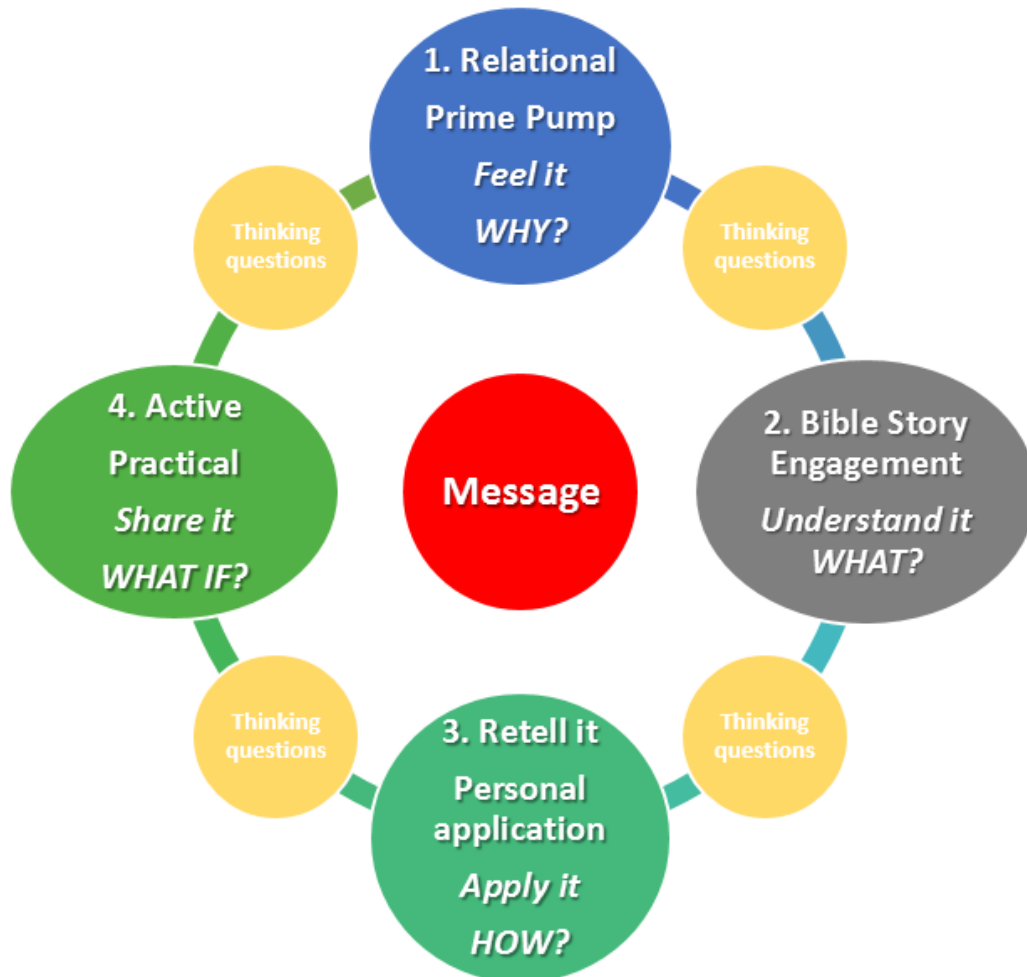 1. Relational
Prime Pump
Feel it
WHY?
Thinking
questions
Thinking
questions
4. Active
Practical
Share it
WHAT IF?
Message
2. Bible Story
Engagement
Understand it
WHAT?
Thinking
questions
Thinking
questions
3. Retell it
Personal
application
Apply it
HOW?